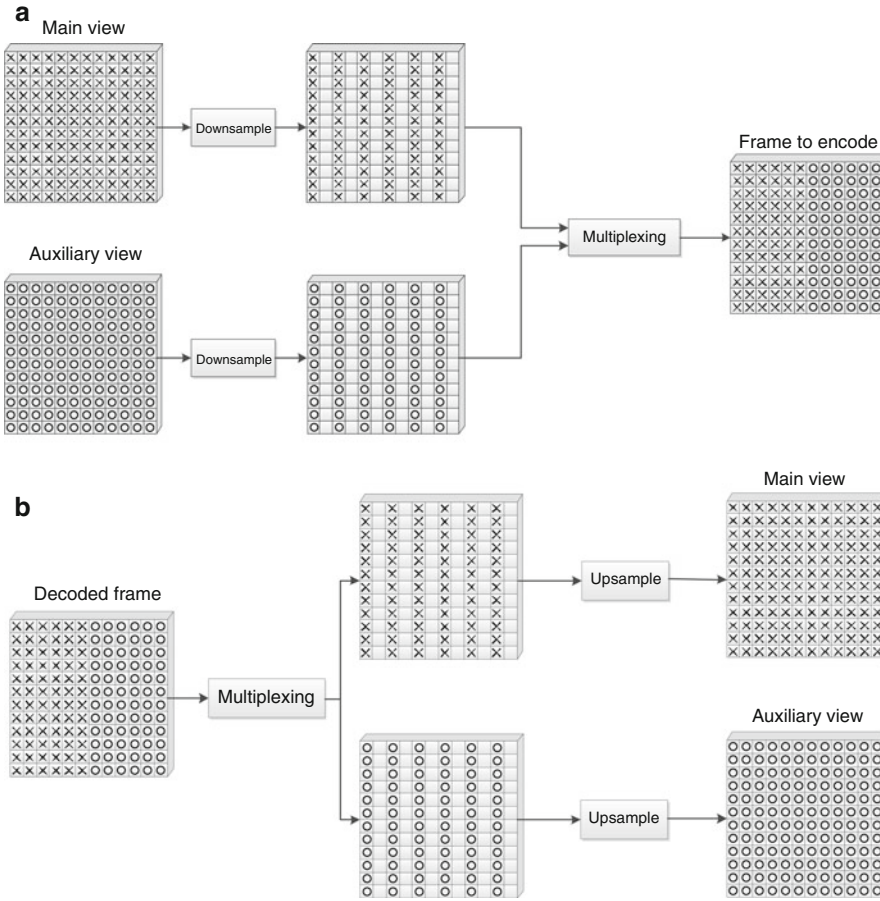 a
Main view
Downsample
Frame to encode
Multiplexing
Auxiliary view
Downsample
b
Main view
Upsample
Decoded frame
Multiplexing
Auxiliary view
Upsample